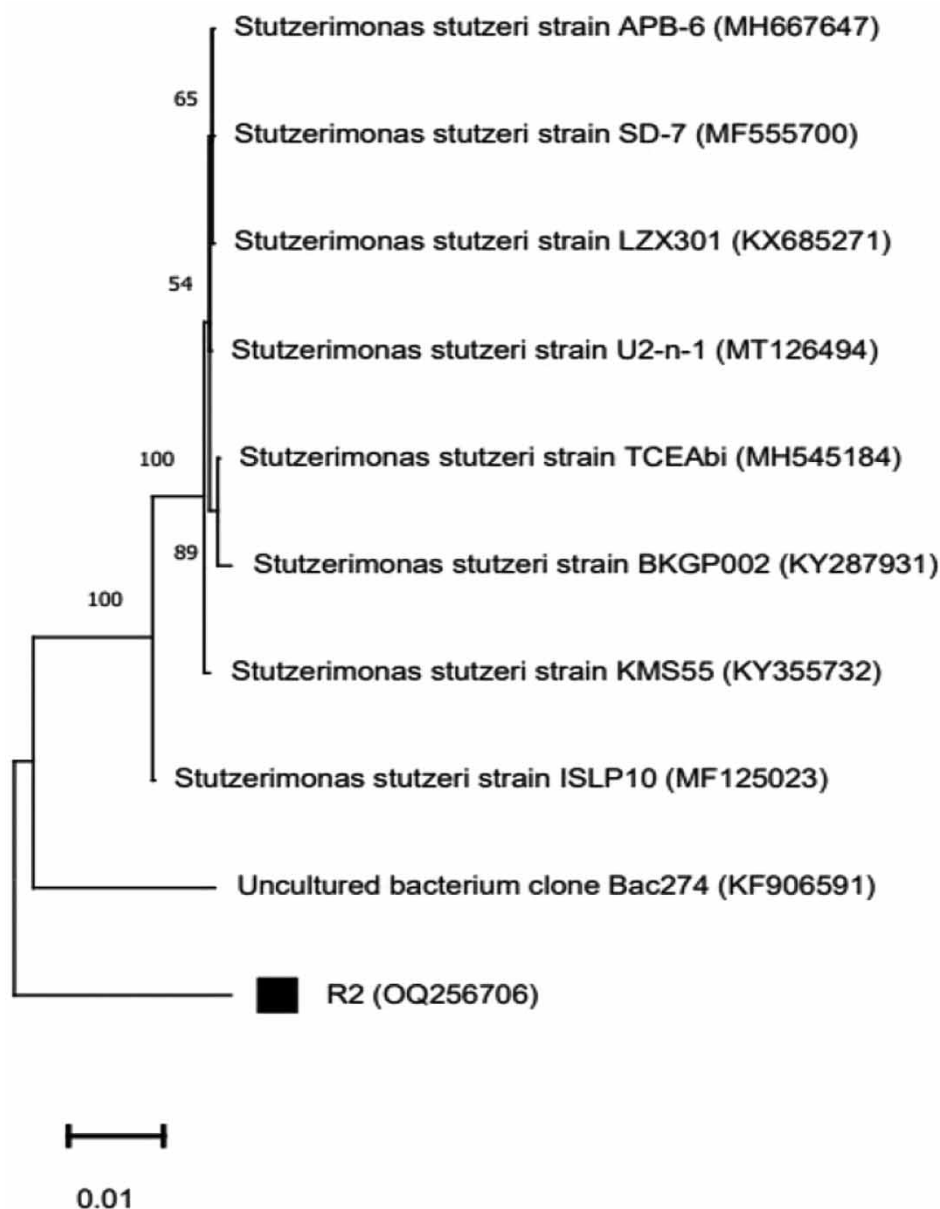 Stutzerimonas stutzeri strain APB-6 (MH667647)
65
Stutzerimonas stutzeri strain SD-7 (MF555700)
Stutzerimonas stutzeri strain LZX301 (KX685271)
54
Stutzerimonas stutzeri strain U2-n-1 (MT126494)
100
Stutzerimonas stutzeri strain TCEAbi (MH545184)
89
Stutzerimonas stutzeri strain BKGP002 (KY287931)
100
Stutzerimonas stutzeri strain KMS55 (KY355732)
Stutzerimonas stutzeri strain ISLP10 (MF125023)
Uncultured bacterium clone Bac274 (KF906591)
R2 (OQ256706)
0.01